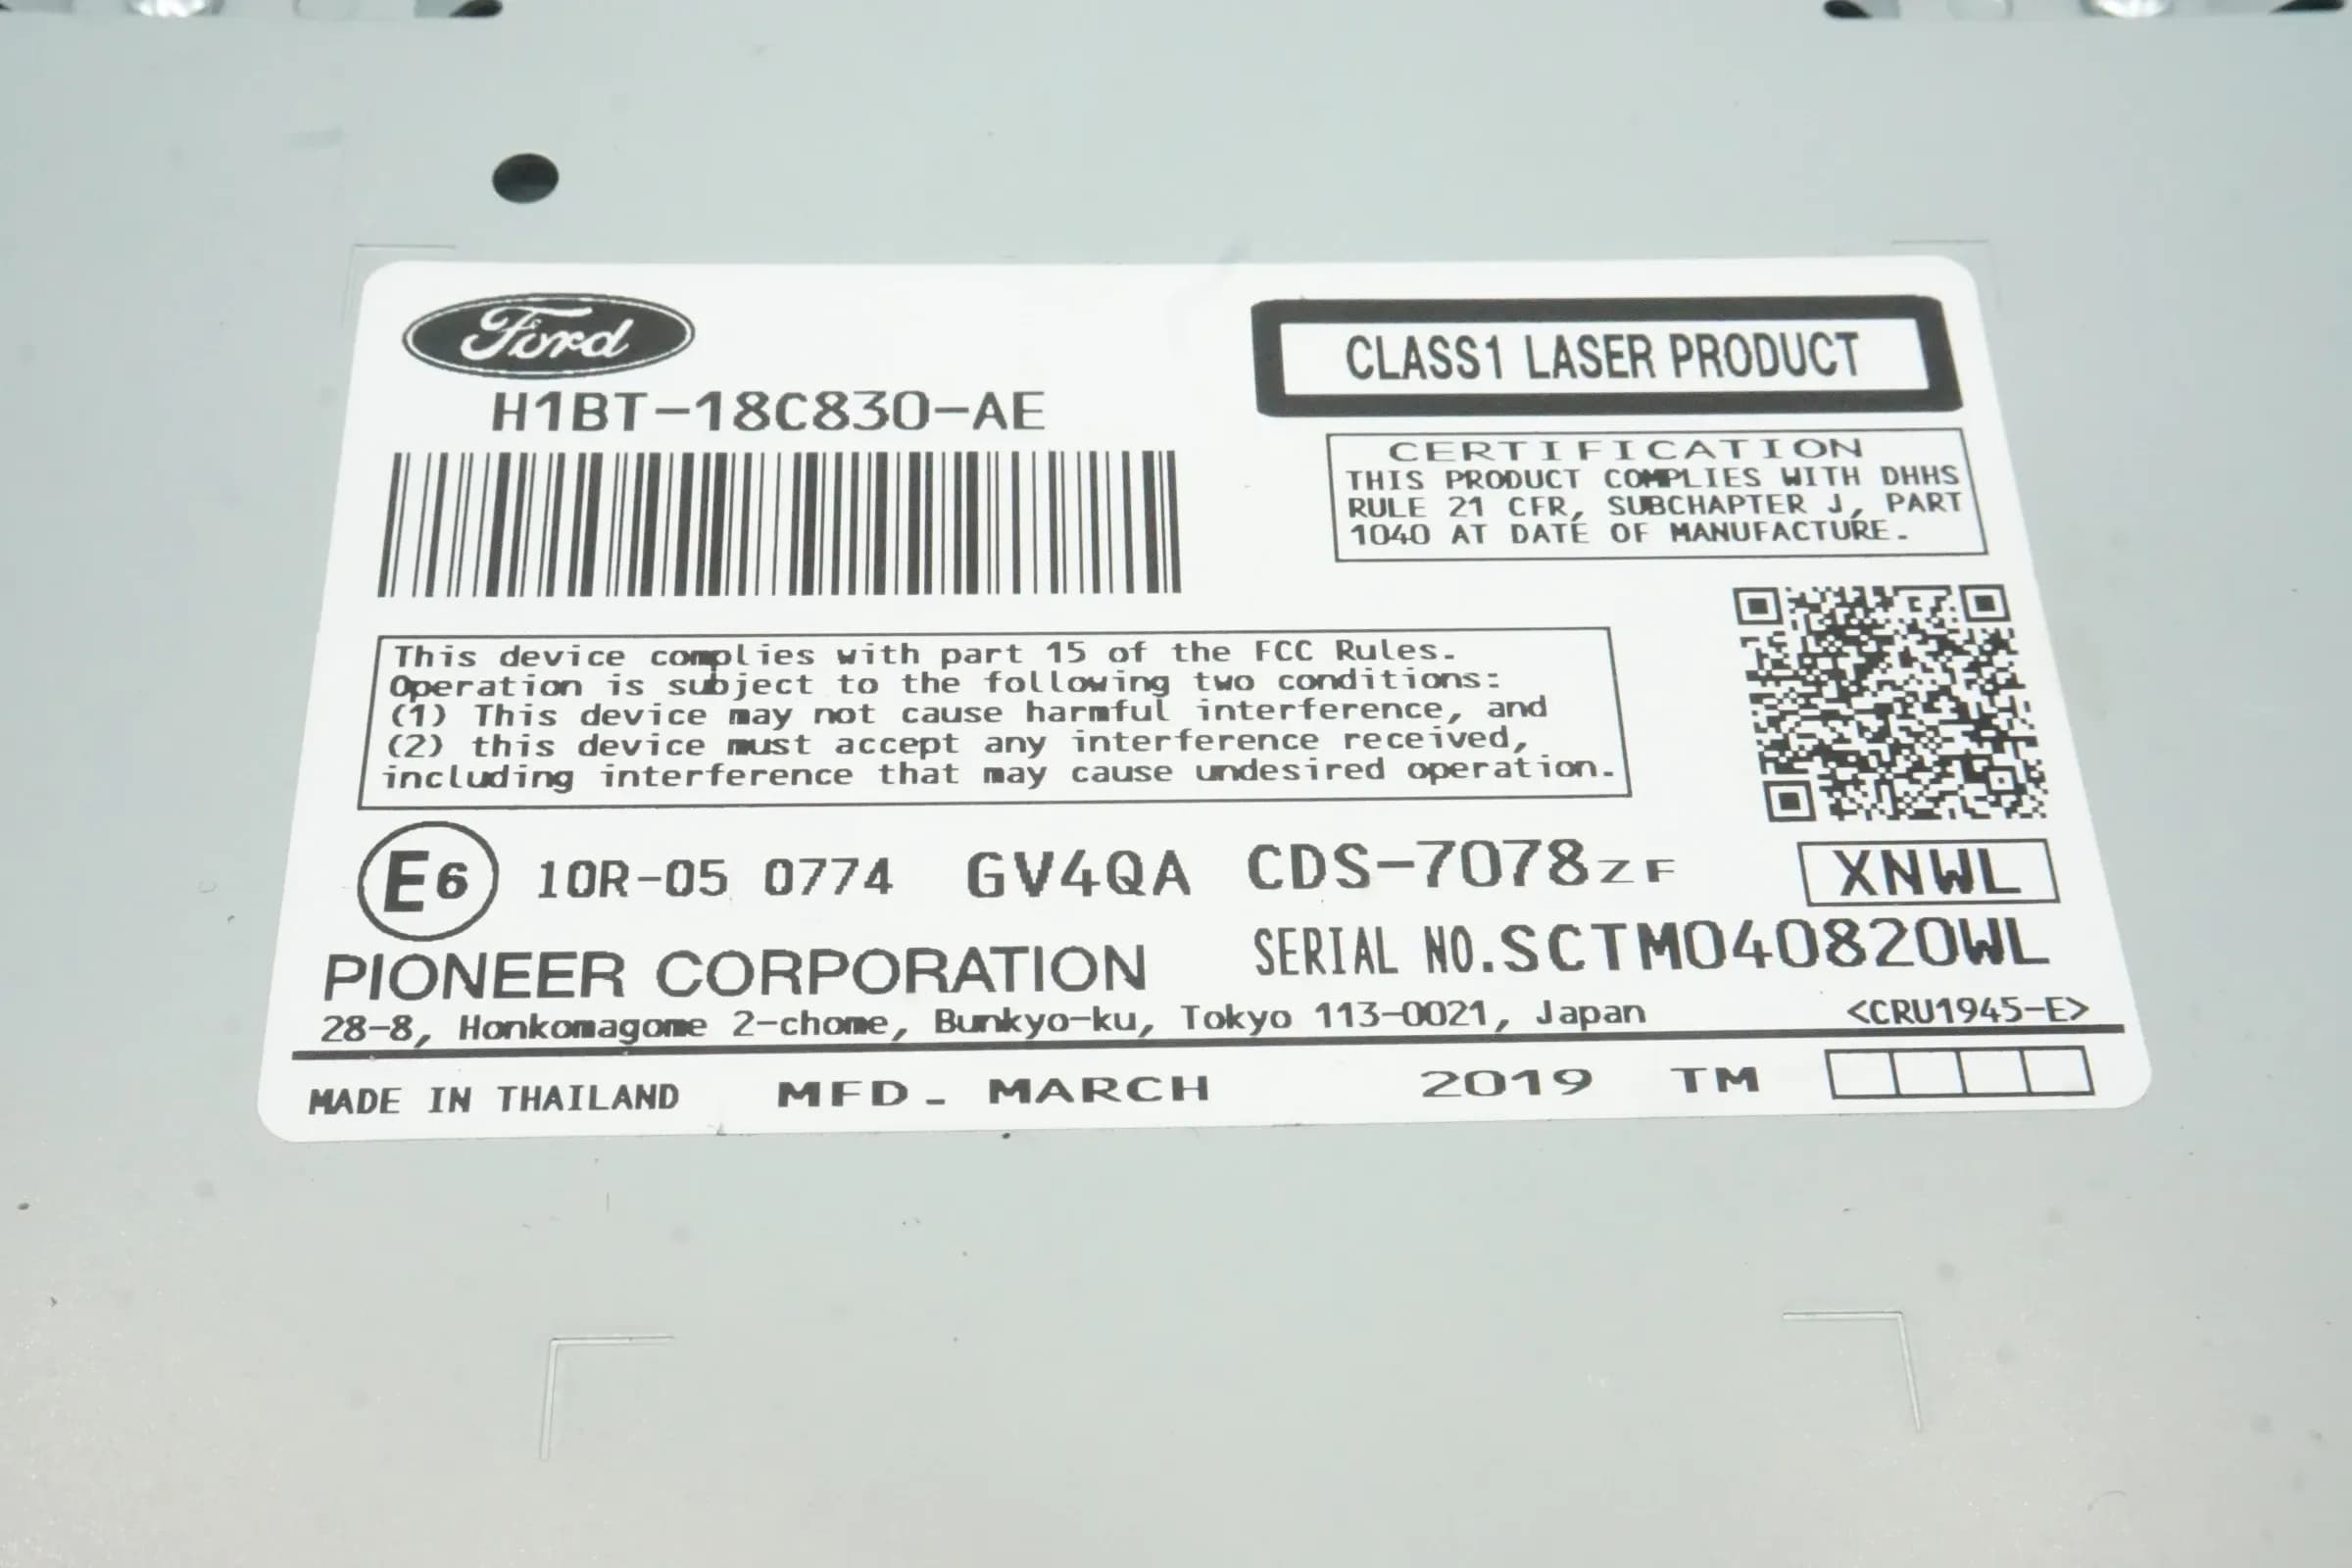 Ford
H1BT-18C830-AE
CLASS1 LASER PRODUCT
CERTIFICATION
THIS PRODUCT COMPLIES WITH DHHS
RULE 21 CFR, SUBCHAPTER J, PART
1040 AT DATE OF MANUFACTURE.
This device complies with part 15 of the FCC Rules.
Operation is subject to the following two conditions:
(1) This device may not cause harmful interference, and
(2) this device must accept any interference received,
including interference that may cause undesired operation.
E6 10R-05 0774 GV4QA CDS-7078ZF XNWL
PIONEER CORPORATION SERIAL NO.SCTM040820WL
28-8, Honkomagome 2-chome, Bunkyo-ku, Tokyo 113-0021, Japan <CRU1945-E>
MADE IN THAILAND MFD. MARCH 2019 TM